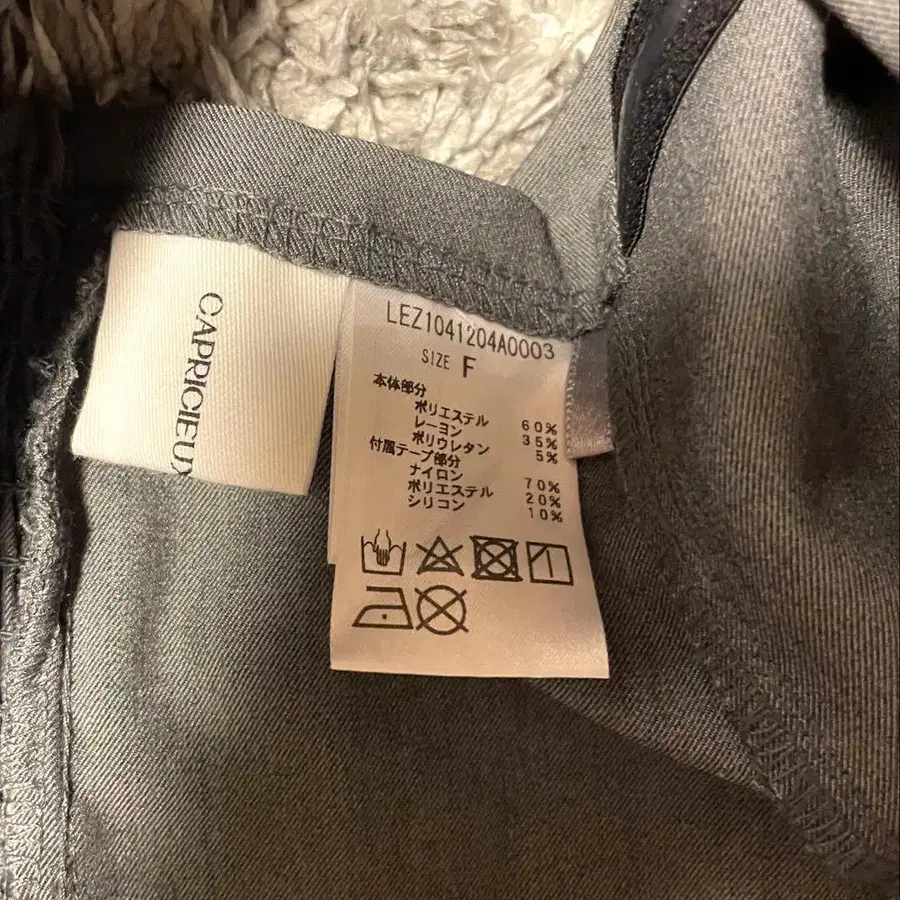 CAPRICIEUX
LEZ1041204A0003
SIZE F
本体部分
ポリエステル 60%
レーヨン 35%
ポリウレタン 5%
付属テープ部分
ナイロン 70%
ポリエステル 20%
シリコン 10%